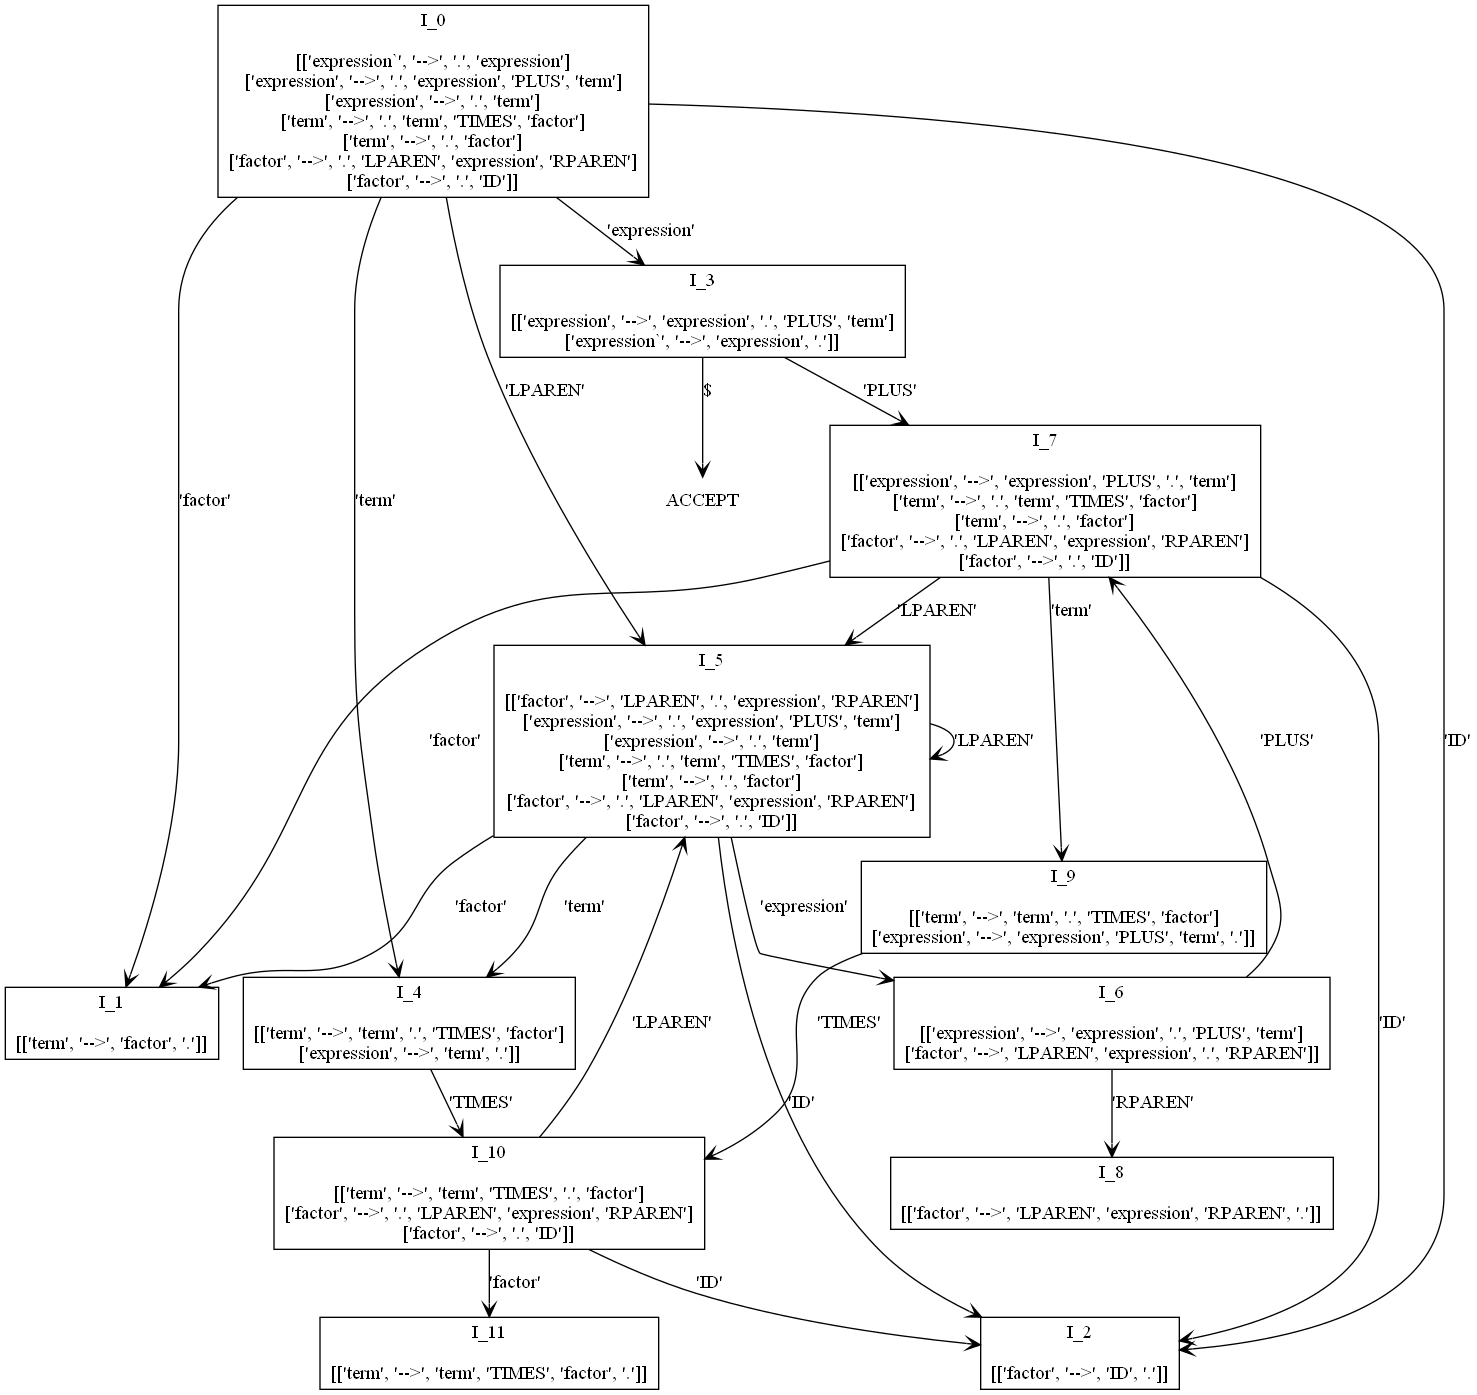 I_0
[['expression`', '-->', '.', 'expression']
['expression', '-->', '.', 'expression', 'PLUS', 'term']
['expression', '-->', '.', 'term']
['term', '-->', '.', 'term', 'TIMES', 'factor']
['term', '-->', '.', 'factor']
['factor', '-->', '.', 'LPAREN', 'expression', 'RPAREN']
['factor', '-->', '.', 'ID']]
'expression'
I_3
[['expression', '-->', 'expression', '.', 'PLUS', 'term']
['expression`', '-->', 'expression', '.']]
'LPAREN'
$
'PLUS'
I_7
[['expression', '-->', 'expression', 'PLUS', '.', 'term']
['term', '-->', '.', 'term', 'TIMES', 'factor']
['term', '-->', '.', 'factor']
['factor', '-->', '.', 'LPAREN', 'expression', 'RPAREN']
['factor', '-->', '.', 'ID']]
'factor'
'term'
ACCEPT
'LPAREN'
'term'
I_5
[['factor', '-->', 'LPAREN', '.', 'expression', 'RPAREN']
['expression', '-->', '.', 'expression', 'PLUS', 'term']
['expression', '-->', '.', 'term']
['term', '-->', '.', 'term', 'TIMES', 'factor']
['term', '-->', '.', 'factor']
['factor', '-->', '.', 'LPAREN', 'expression', 'RPAREN']
['factor', '-->', '.', 'ID']]
'factor'
'LPAREN'
'PLUS'
'ID'
I_9
[['term', '-->', 'term', '.', 'TIMES', 'factor']
['expression', '-->', 'expression', 'PLUS', 'term', '.']]
'factor'
'term'
'expression'
I_1
[['term', '-->', 'factor', '.']]
I_4
[['term', '-->', 'term', '.', 'TIMES', 'factor']
['expression', '-->', 'term', '.']]
'LPAREN'
'TIMES'
I_6
[['expression', '-->', 'expression', '.', 'PLUS', 'term']
['factor', '-->', 'LPAREN', 'expression', '.', 'RPAREN']]
'ID'
'TIMES'
'ID'
'RPAREN'
I_10
[['term', '-->', 'term', 'TIMES', '.', 'factor']
['factor', '-->', '.', 'LPAREN', 'expression', 'RPAREN']
['factor', '-->', '.', 'ID']]
I_8
[['factor', '-->', 'LPAREN', 'expression', 'RPAREN', '.']]
'factor'
'ID'
I_11
[['term', '-->', 'term', 'TIMES', 'factor', '.']]
I_2
[['factor', '-->', 'ID', '.']]